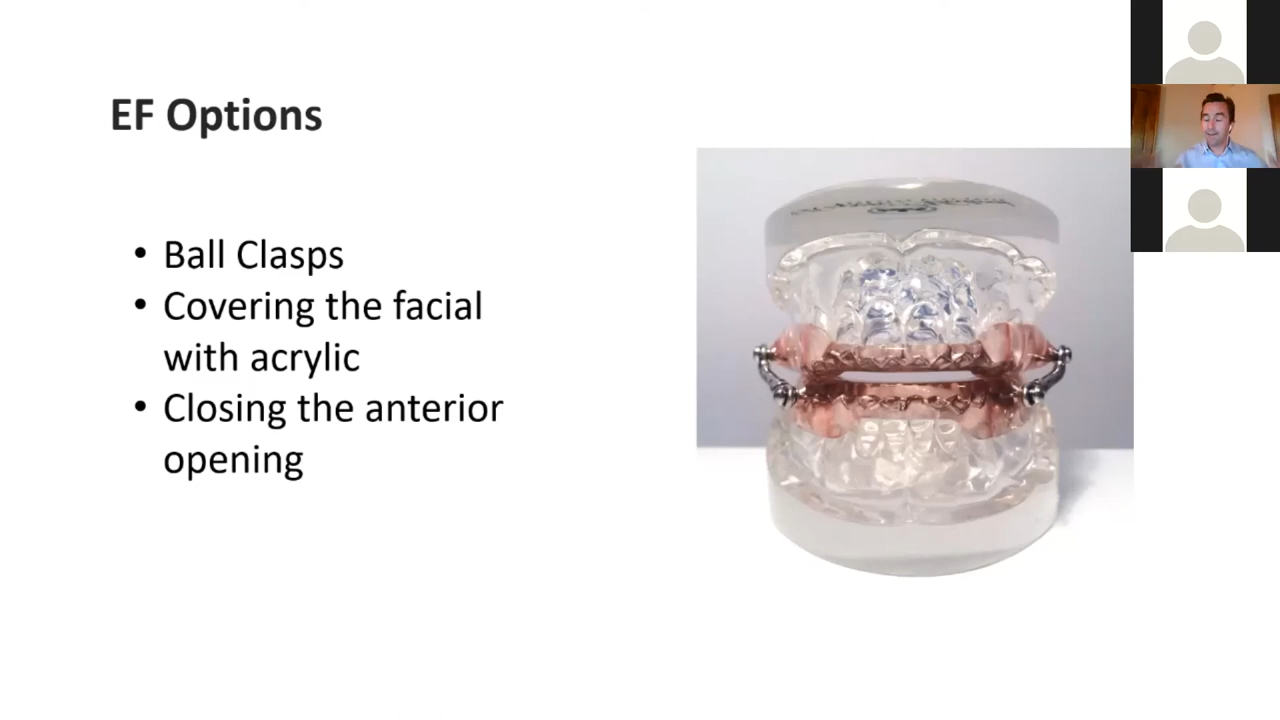 EF Options
• Ball Clasps
• Covering the facial
with acrylic
• Closing the anterior
opening